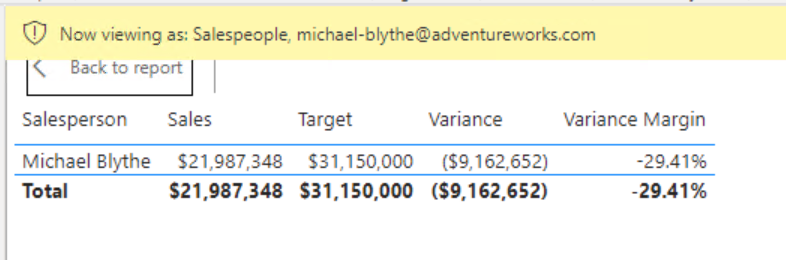 Now viewing as: Salespeople, michael-blythe@adventureworks.com
Back to report
Salesperson Sales Target Variance Variance Margin
Michael Blythe $21,987,348 $31,150,000 ($9,162,652) -29.41%
Total $21,987,348 $31,150,000 ($9,162,652) -29.41%